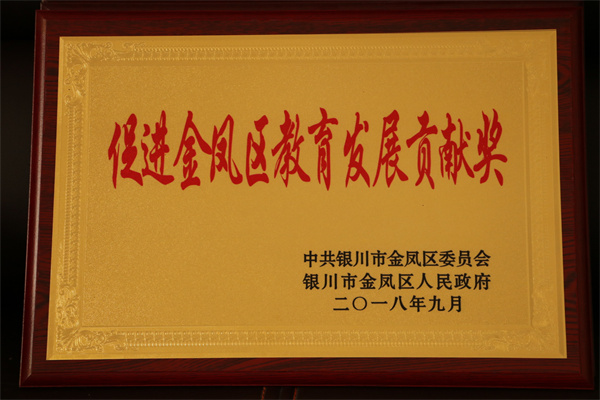 促进金凤区教育发展贡献奖
中共银川市金凤区委员会
银川市金凤区人民政府
二〇一八年九月